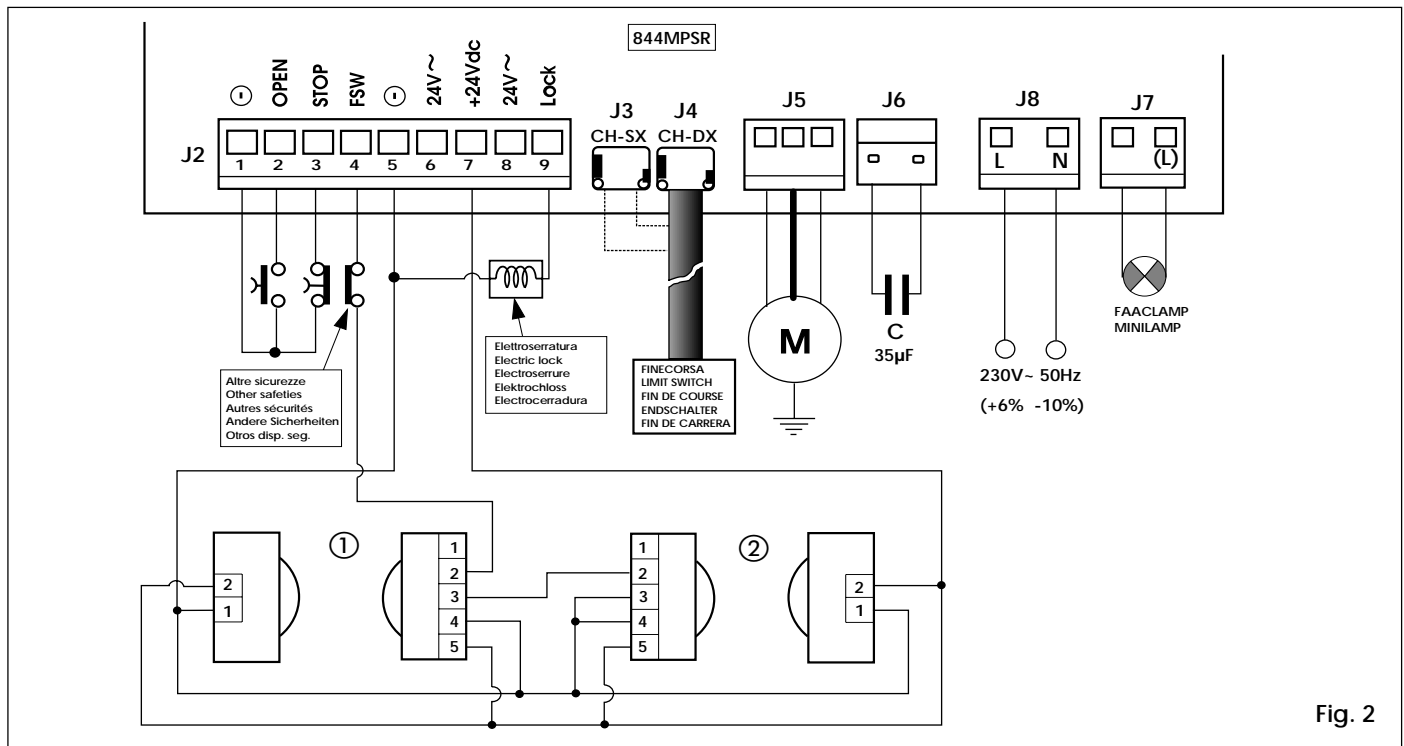 844MPSR
OPEN
STOP
FSW
24V~
+24Vdc
24V~
Lock
J2
1 2 3 4 5 6 7 8 9
J3
CH-SX
J4
CH-DX
J5
J6
J8
L N
J7
(L)
Altre sicurezze
Other safeties
Autres sécurités
Andere Sicherheiten
Otros disp. seg.
Elettroserratura
Electric lock
Electroserrure
Elektrochloss
Electrocerradura
FINECORSA
LIMIT SWITCH
FIN DE COURSE
ENDSCHALTER
FIN DE CARRERA
M
C
35µF
230V~ 50Hz
(+6% -10%)
FAACLAMP
MINILAMP
2
1
①
1
2
3
4
5
1
2
3
4
5
②
2
1
Fig. 2